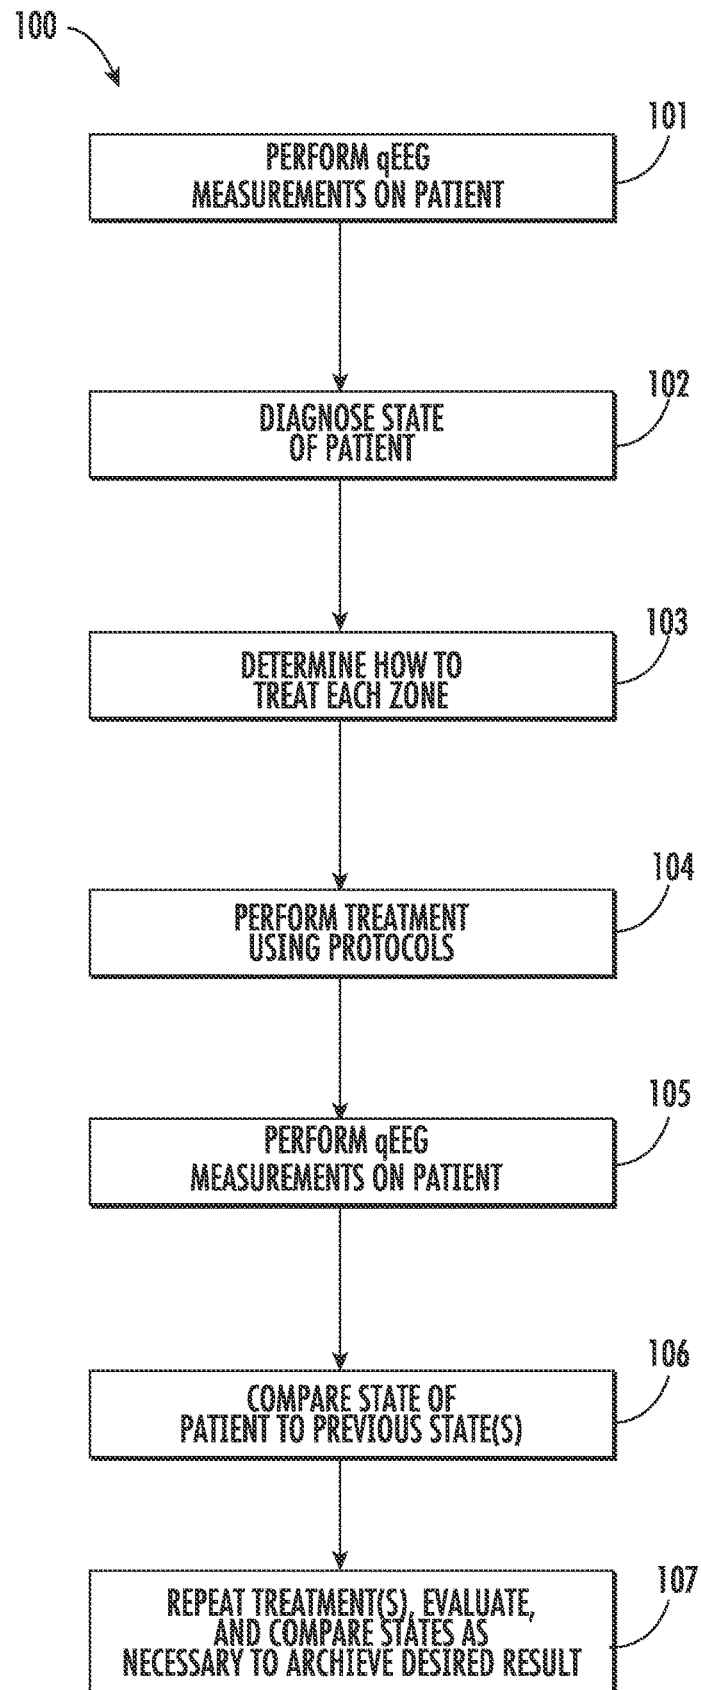 100
101
PERFORM qEEG
MEASUREMENTS ON PATIENT
102
DIAGNOSE STATE
OF PATIENT
103
DETERMINE HOW TO
TREAT EACH ZONE
104
PERFORM TREATMENT
USING PROTOCOLS
105
PERFORM qEEG
MEASUREMENTS ON PATIENT
106
COMPARE STATE OF
PATIENT TO PREVIOUS STATE(S)
107
REPEAT TREATMENT(S), EVALUATE,
AND COMPARE STATES AS
NECESSARY TO ARCHIEVE DESIRED RESULT